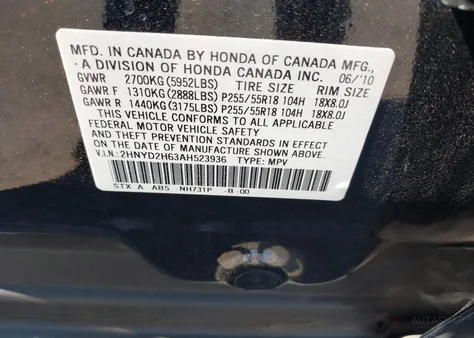 MFD. IN CANADA BY HONDA OF CANADA MFG.,
A DIVISION OF HONDA CANADA INC. 06/'10
GVWR 2700KG (5952LBS) TIRE SIZE RIM SIZE
GAWR F 1310KG (2888LBS) P255/55R18 104H 18X8.0J
GAWR R 1440KG (3175LBS) P255/55R18 104H 18X8.0J
THIS VEHICLE CONFORMS TO ALL APPLICABLE
FEDERAL MOTOR VEHICLE SAFETY
AND THEFT PREVENTION STANDARDS IN EFFECT
ON THE DATE OF MANUFACTURE SHOWN ABOVE.
V.I.N.: 2HNYD2H63AH523936 TYPE: MPV
STX A AB5 NH731P -B-00
AUTOSNAP